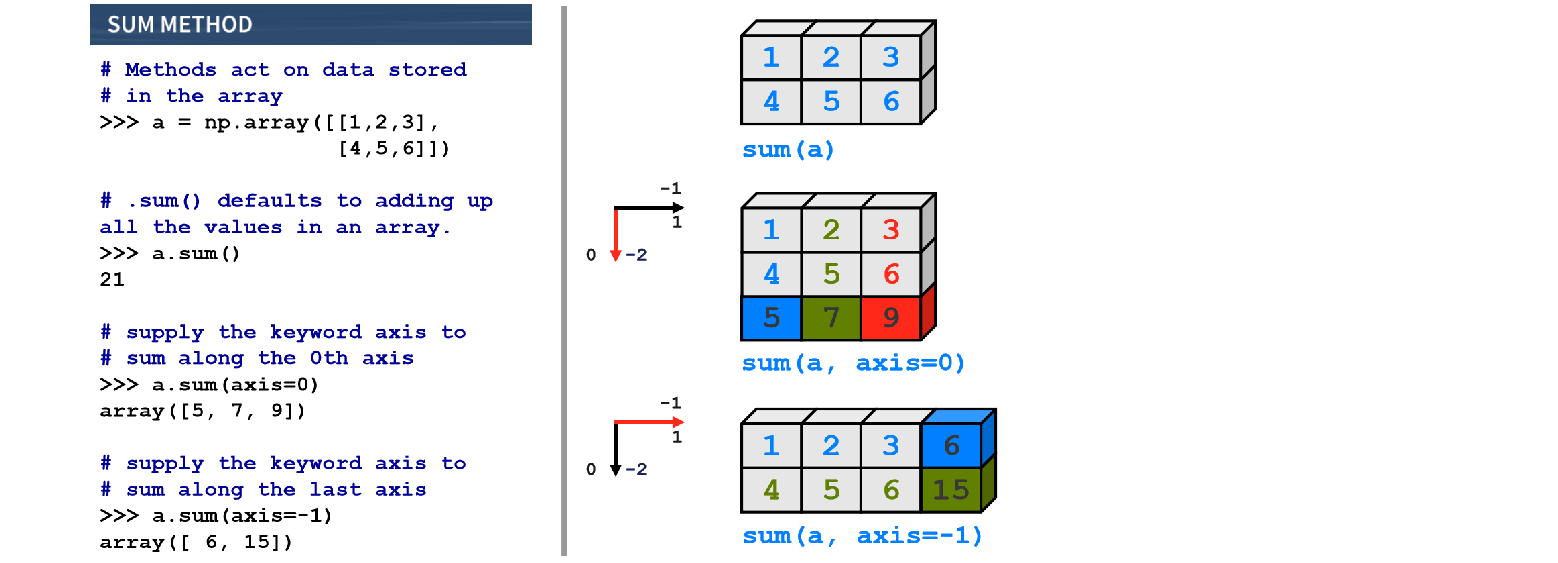 SUM METHOD
# Methods act on data stored
# in the array
>>> a = np.array([[1,2,3],
[4,5,6]])
# .sum() defaults to adding up
all the values in an array.
>>> a.sum()
21
# supply the keyword axis to
# sum along the 0th axis
>>> a.sum(axis=0)
array([5, 7, 9])
# supply the keyword axis to
# sum along the last axis
>>> a.sum(axis=-1)
array([ 6, 15])
1 2 3
4 5 6
sum(a)
-1
1
0 -2
1 2 3
4 5 6
5 7 9
sum(a, axis=0)
-1
1
0 -2
1 2 3 6
4 5 6 15
sum(a, axis=-1)